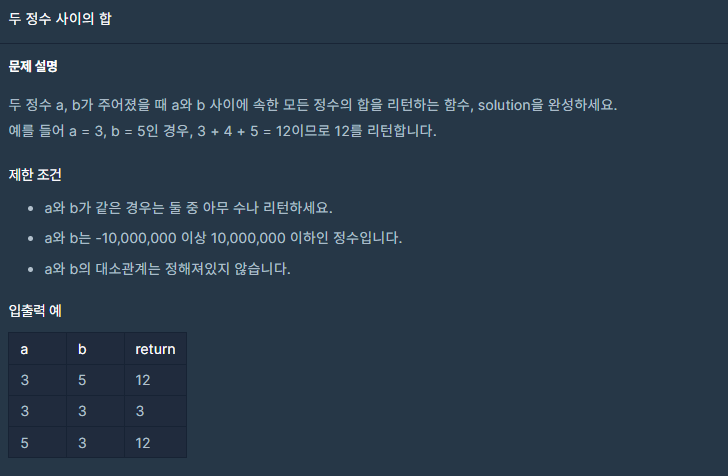 두 정수 사이의 합
문제 설명
두 정수 a, b가 주어졌을 때 a와 b 사이에 속한 모든 정수의 합을 리턴하는 함수, solution을 완성하세요.
예를 들어 a = 3, b = 5인 경우, 3 + 4 + 5 = 12이므로 12를 리턴합니다.
제한 조건
• a와 b가 같은 경우는 둘 중 아무 수나 리턴하세요.
• a와 b는 -10,000,000 이상 10,000,000 이하인 정수입니다.
• a와 b의 대소관계는 정해져있지 않습니다.
입출력 예
a b return
3 5 12
3 3 3
5 3 12